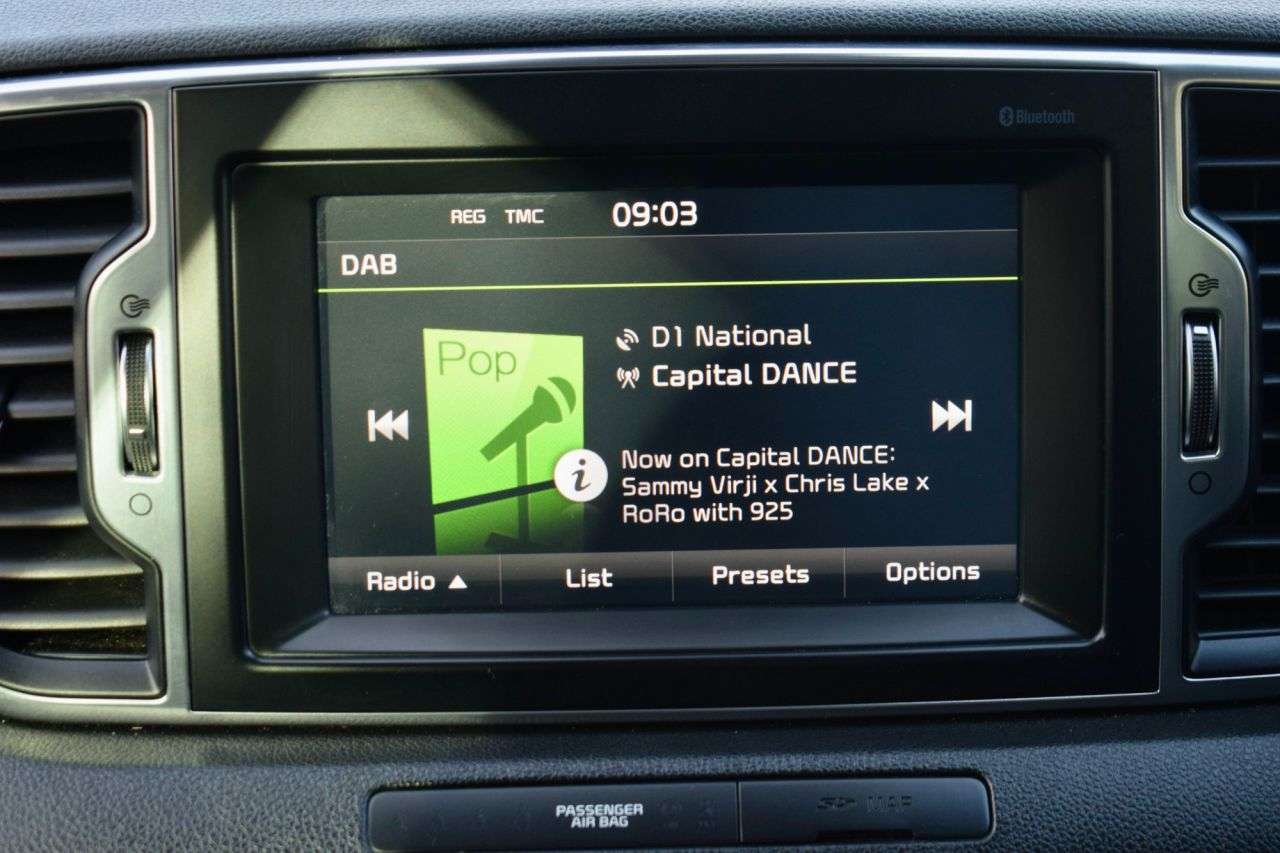 Bluetooth
REG TMC 09:03
DAB
Pop
D1 National
Capital DANCE
Now on Capital DANCE:
Sammy Virji x Chris Lake x
RoRo with 925
Radio ▲ List Presets Options
PASSENGER
AIR BAG
MAP